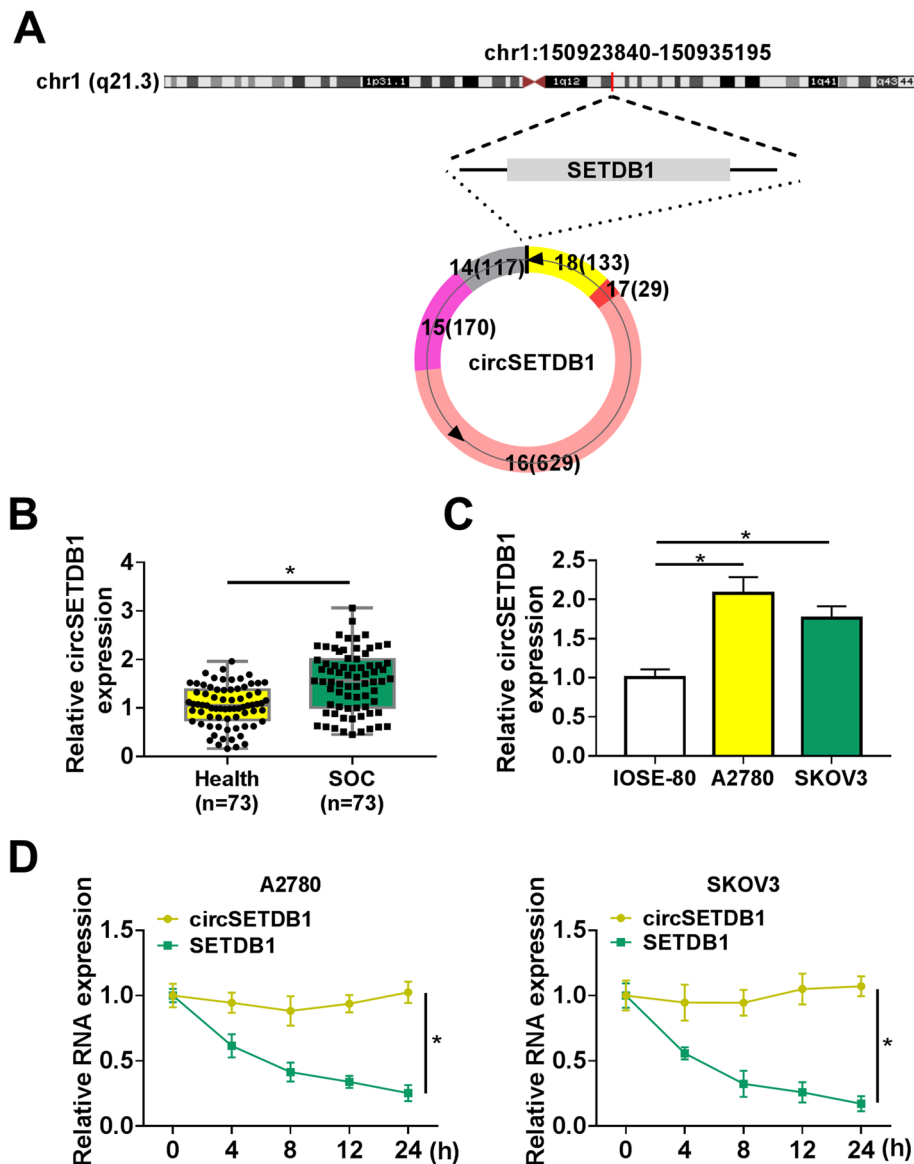 A
chr1:150923840-150935195
chr1 (q21.3)
1p31.1
1q12
1q41
q43
44
SETDB1
14(117)
18(133)
17(29)
15(170)
circSETDB1
16(629)
B
Relative circSETDB1
expression
4
3
2
1
0
*
Health
(n=73)
SOC
(n=73)
C
Relative circSETDB1
expression
2.5
2.0
1.5
1.0
0.5
0.0
*
*
IOSE-80
A2780
SKOV3
D
A2780
Relative RNA expression
circSETDB1
SETDB1
1.5
1.0
0.5
0.0
*
0 4 8 12 24 (h)
SKOV3
Relative RNA expression
circSETDB1
SETDB1
1.5
1.0
0.5
0.0
*
0 4 8 12 24 (h)